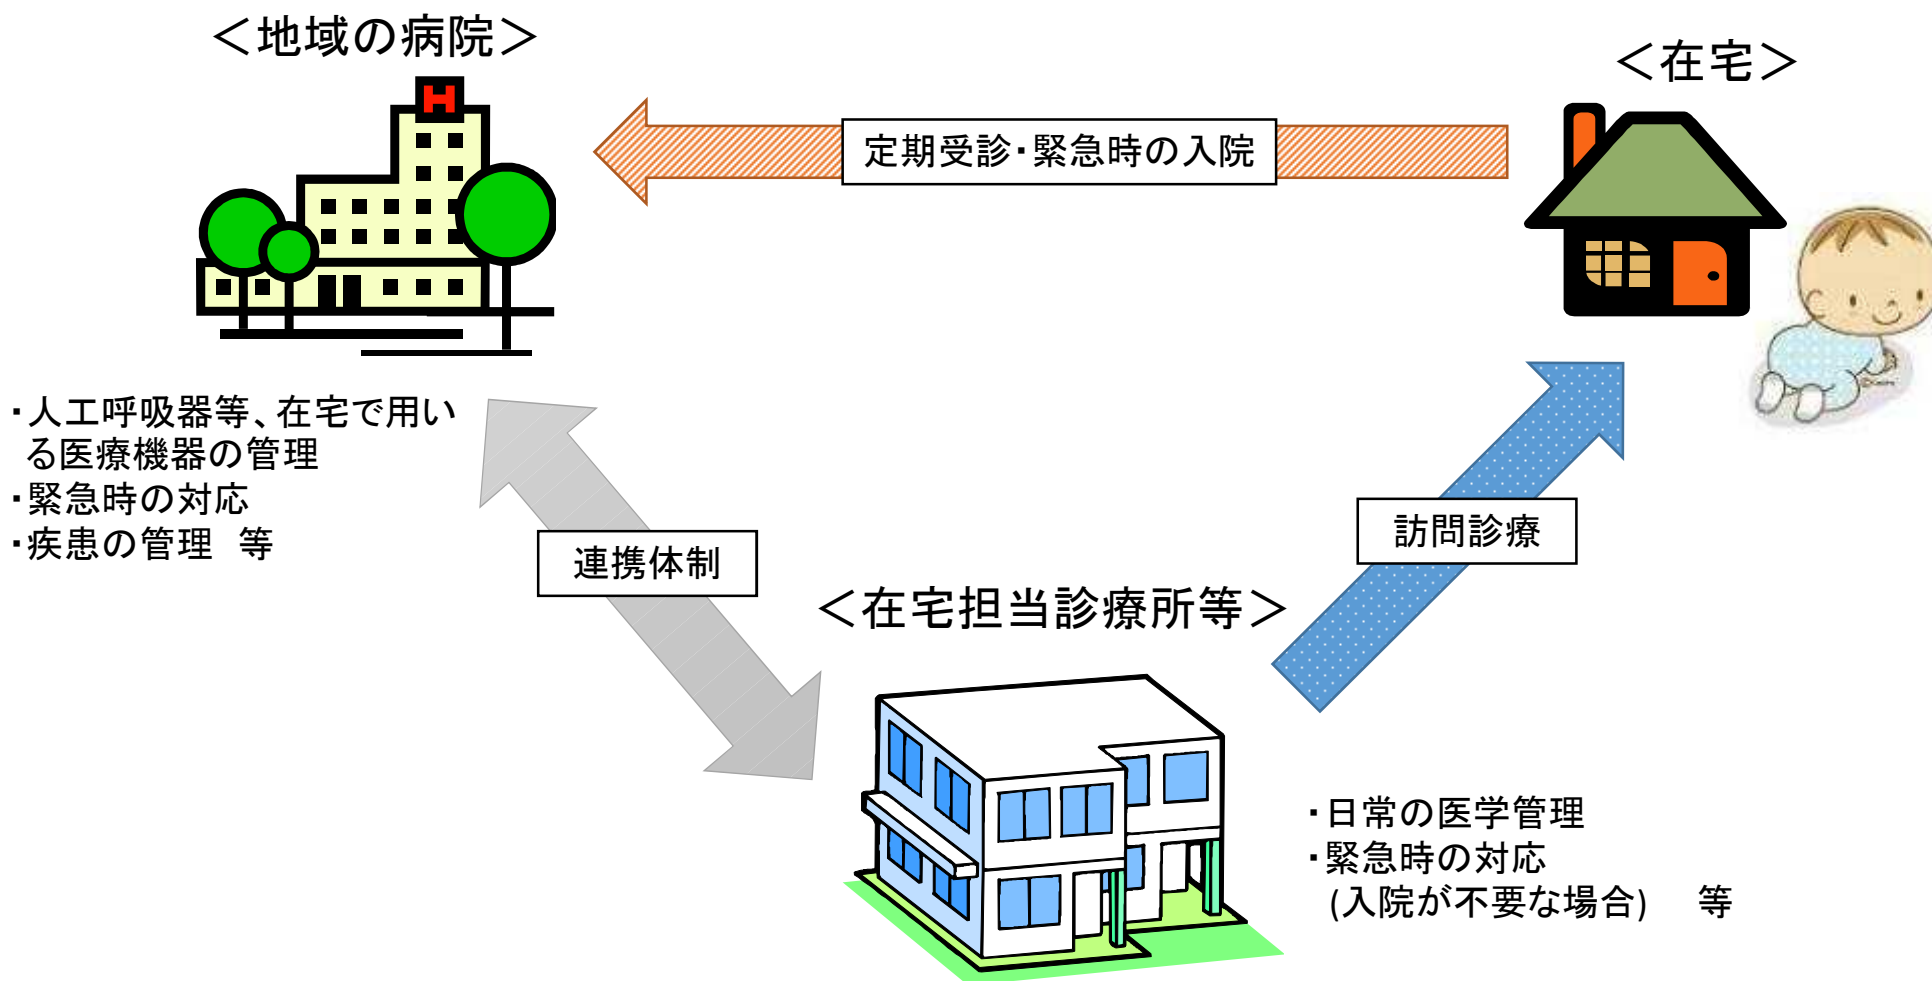 ＜地域の病院＞
＜在宅＞
H
定期受診・緊急時の入院
・人工呼吸器等、在宅で用い
る医療機器の管理
・緊急時の対応
・疾患の管理　等
連携体制
訪問診療
＜在宅担当診療所等＞
・日常の医学管理
・緊急時の対応
(入院が不要な場合)　等